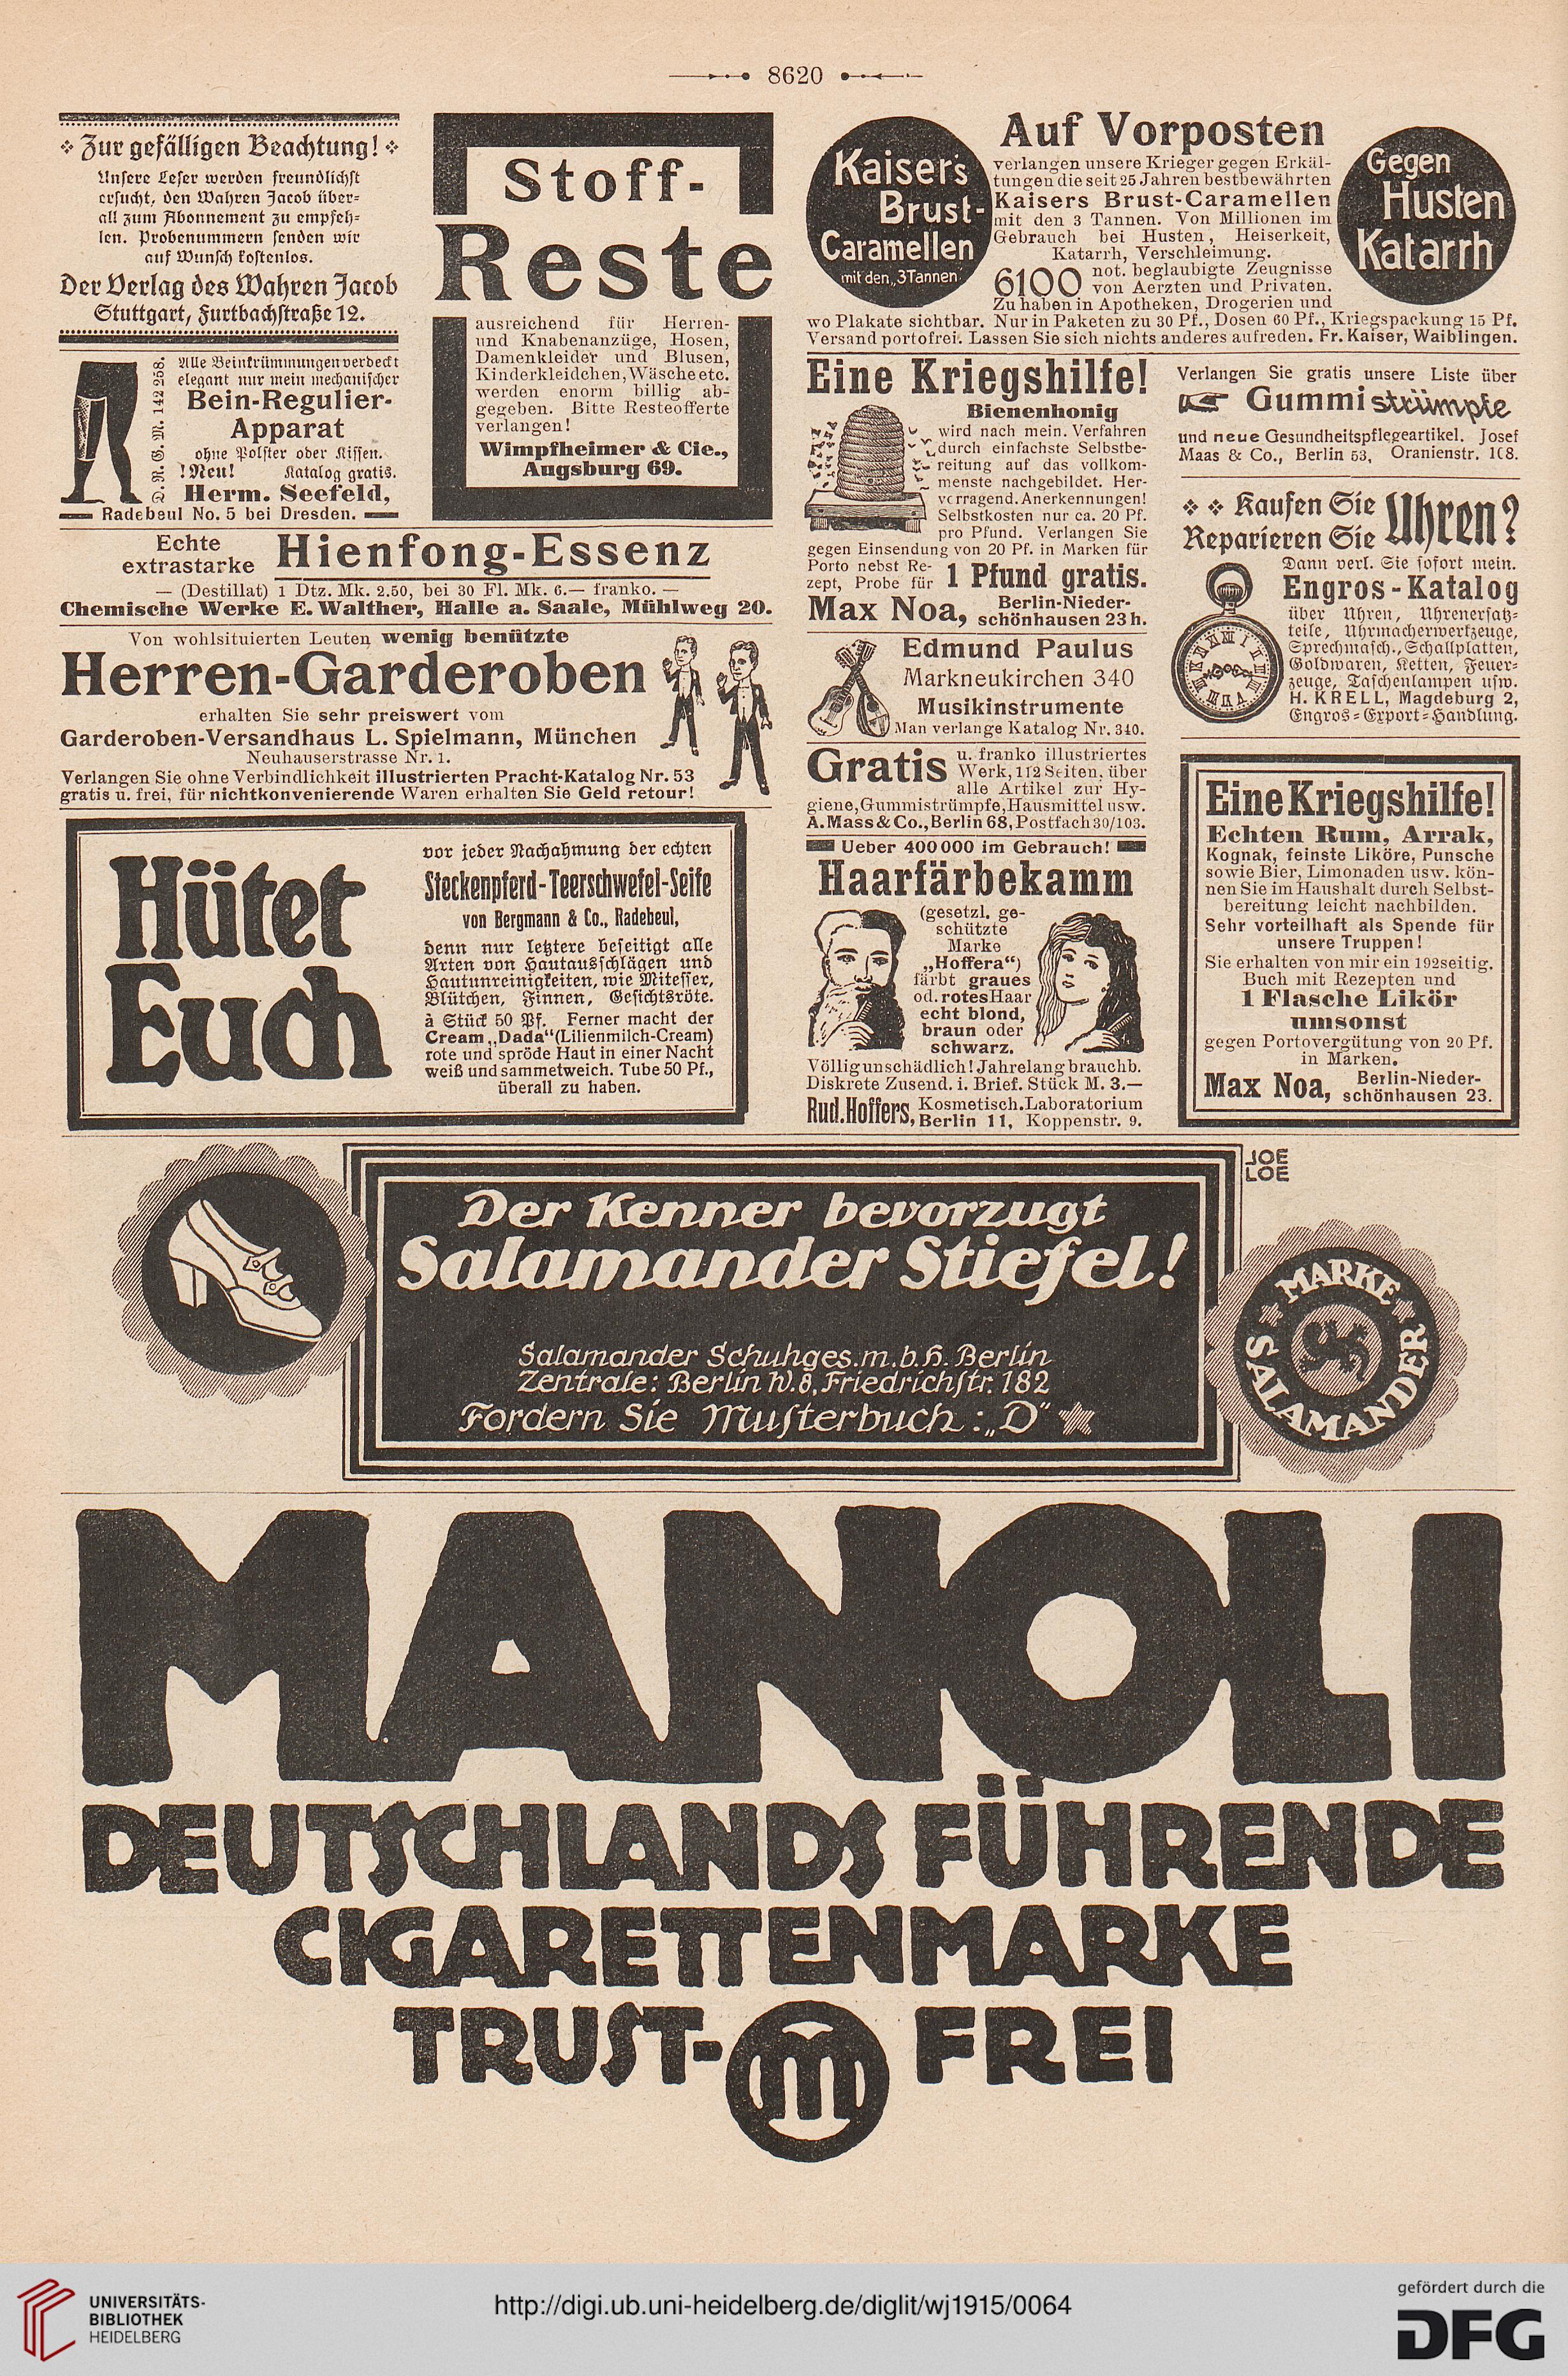 8620
Zur gefälligen Beachtung!
Unsere Leser werden freundlichst
ersucht, den Wahren Jacob über-
all zum Abonnement zu empfeh-
len. Probenummern senden wir
auf Wunsch kostenlos.
Der Verlag des Wahren Jacob
Stuttgart, Furtbachstraße 12.
D. R. G. M. 142 258.
Alle Beinkrümmungen verdeckt
elegant nur mein mechanischer
Bein-Regulier-
Apparat
ohne Polster oder Kissen.
!Neu! Katalog gratis.
Herm. Seefeld,
Radebeul No. 5 bei Dresden.
Stoff-
Reste
ausreichend für Herren-
und Knabenanzüge, Hosen,
Damenkleider und Blusen,
Kinderkleidchen, Wäsche etc.
werden enorm billig ab-
gegeben. Bitte Resteofferte
verlangen!
Wimpfheimer & Cie.,
Augsburg 69.
Echte
extrastarke Hienfong-Essenz
— (Destillat) 1 Dtz. Mk. 2.50, bei 30 Fl. Mk. 6.— franko. —
Chemische Werke E. Walther, Halle a. Saale, Mühlweg 20.
Von wohlsituierten Leuten wenig benützte
Herren-Garderoben
erhalten Sie sehr preiswert vom
Garderoben-Versandhaus L. Spielmann, München
Neuhauserstrasse Nr. 1.
Verlangen Sie ohne Verbindlichkeit illustrierten Pracht-Katalog Nr. 53
gratis u. frei, für nichtkonvenierende Waren erhalten Sie Geld retour!
Hütet
Euch
vor jeder Nachahmung der echten
Steckenpferd-Teerschwefel-Seife
von Bergmann & Co., Radebeul,
denn nur letztere beseitigt alle
Arten von Hautausschlägen und
Hautunreinigkeiten, wie Mitesser,
Blütchen, Finnen, Gesichtsröte.
à Stück 50 Pf. Ferner macht der
Cream „Dada“ (Lilienmilch-Cream)
rote und spröde Haut in einer Nacht
weiß und sammetweich. Tube 50 Pf.,
überall zu haben.
Kaiser's
Brust-
Caramellen
mit den „3 Tannen“
Auf Vorposten
verlangen unsere Krieger gegen Erkäl-
tungen die seit 25 Jahren bestbewährten
Kaisers Brust-Caramellen
mit den 3 Tannen. Von Millionen im
Gebrauch bei Husten, Heiserkeit,
Katarrh, Verschleimung.
6100 not. beglaubigte Zeugnisse
von Aerzten und Privaten.
Zu haben in Apotheken, Drogerien und
wo Plakate sichtbar. Nur in Paketen zu 30 Pf., Dosen 60 Pf., Kriegspackung 15 Pf.
Versand portofrei. Lassen Sie sich nichts anderes aufreden. Fr. Kaiser, Waiblingen.
Gegen
Husten
Katarrh
Eine Kriegshilfe!
Bienenhonig
wird nach mein. Verfahren
durch einfachste Selbstbe-
reitung auf das vollkom-
menste nachgebildet. Her-
vorragend. Anerkennungen!
Selbstkosten nur ca. 20 Pf.
pro Pfund. Verlangen Sie
gegen Einsendung von 20 Pf. in Marken für
Porto nebst Re-
zept, Probe für 1 Pfund gratis.
Max Noa, Berlin-Nieder-
schönhausen 23 h.
Edmund Paulus
Markneukirchen 340
Musikinstrumente
Man verlange Katalog Nr. 340.
Gratis u. franko illustriertes
Werk, 112 Seiten, über
alle Artikel zur Hy-
giene, Gummistrümpfe, Hausmittel usw.
A. Mass & Co., Berlin 68, Postfach 30/103.
Ueber 400 000 im Gebrauch!
Haarfärbekamm
(gesetzl. ge-
schützte
Marke
„Hoffera“)
färbt graues
od. rotes Haar
echt blond,
braun oder
schwarz.
Völlig unschädlich! Jahrelang brauchb.
Diskrete Zusend. i. Brief. Stück M. 3.—
Rud. Hoffers, Kosmetisch. Laboratorium
Berlin 11, Koppenstr. 9.
Verlangen Sie gratis unsere Liste über
Gummistrümpfe
und neue Gesundheitspflegeartikel. Josef
Maas & Co., Berlin 53, Oranienstr. 108.
Kaufen Sie
Reparieren Sie Uhren?
Dann verl. Sie sofort mein.
Engros-Katalog
über Uhren, Uhrenersatz-
teile, Uhrmacherwerkzeuge,
Sprechmasch., Schallplatten,
Goldwaren, Ketten, Feuer-
zeuge, Taschenlampen usw.
H. KRELL, Magdeburg 2,
Engros-Export-Handlung.
Eine Kriegshilfe!
Echten Rum, Arrak,
Kognak, feinste Liköre, Punsche
sowie Bier, Limonaden usw. kön-
nen Sie im Haushalt durch Selbst-
bereitung leicht nachbilden.
Sehr vorteilhaft als Spende für
unsere Truppen!
Sie erhalten von mir ein 192seitig.
Buch mit Rezepten und
1 Flasche Likör
umsonst
gegen Portovergütung von 20 Pf.
in Marken.
Max Noa, Berlin-Nieder-
schönhausen 23.
JOE
LOE
Der Kenner bevorzugt
Salamander Stiefel!
Salamander Schuhges. m. b. H. Berlin
Zentrale: Berlin W. 8, Friedrichstr. 182
Fordern Sie Musterbuch: „D“
MARKE
SALAMANDER
MANOLI
DEUTSCHLANDS FÜHRENDE
CIGARETTENMARKE
TRUST-M FREI
UNIVERSITÄTS-
BIBLIOTHEK
HEIDELBERG
http://digi.ub.uni-heidelberg.de/diglit/wj1915/0064
gefördert durch die
DFG